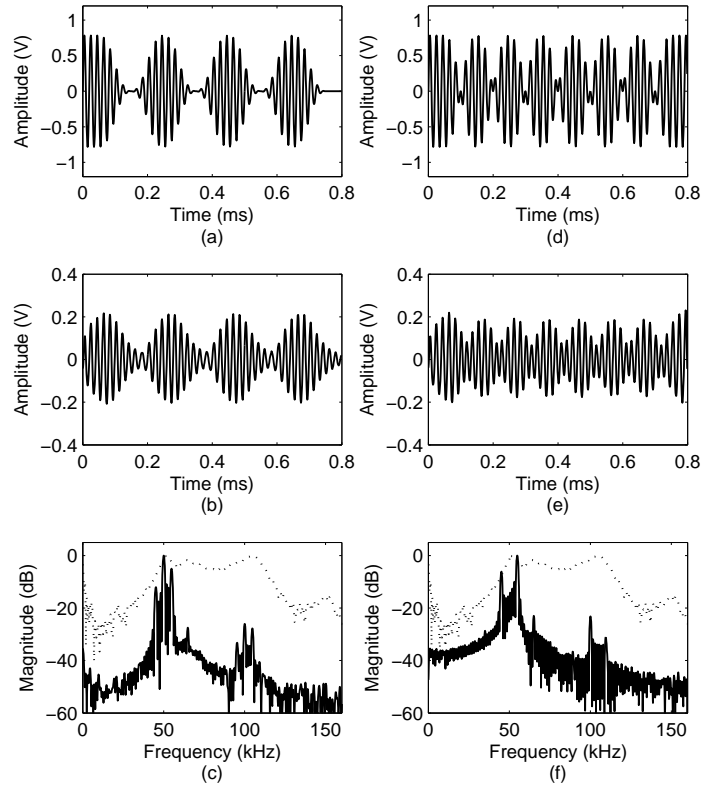 1
0.5
0
−0.5
−1
Amplitude (V)
0 0.2 0.4 0.6 0.8
Time (ms)
(a)
1
0.5
0
−0.5
−1
Amplitude (V)
0 0.2 0.4 0.6 0.8
Time (ms)
(d)
0.4
0.2
0
−0.2
−0.4
Amplitude (V)
0 0.2 0.4 0.6 0.8
Time (ms)
(b)
0.4
0.2
0
−0.2
−0.4
Amplitude (V)
0 0.2 0.4 0.6 0.8
Time (ms)
(e)
0
−20
−40
−60
Magnitude (dB)
0 50 100 150
Frequency (kHz)
(c)
0
−20
−40
−60
Magnitude (dB)
0 50 100 150
Frequency (kHz)
(f)